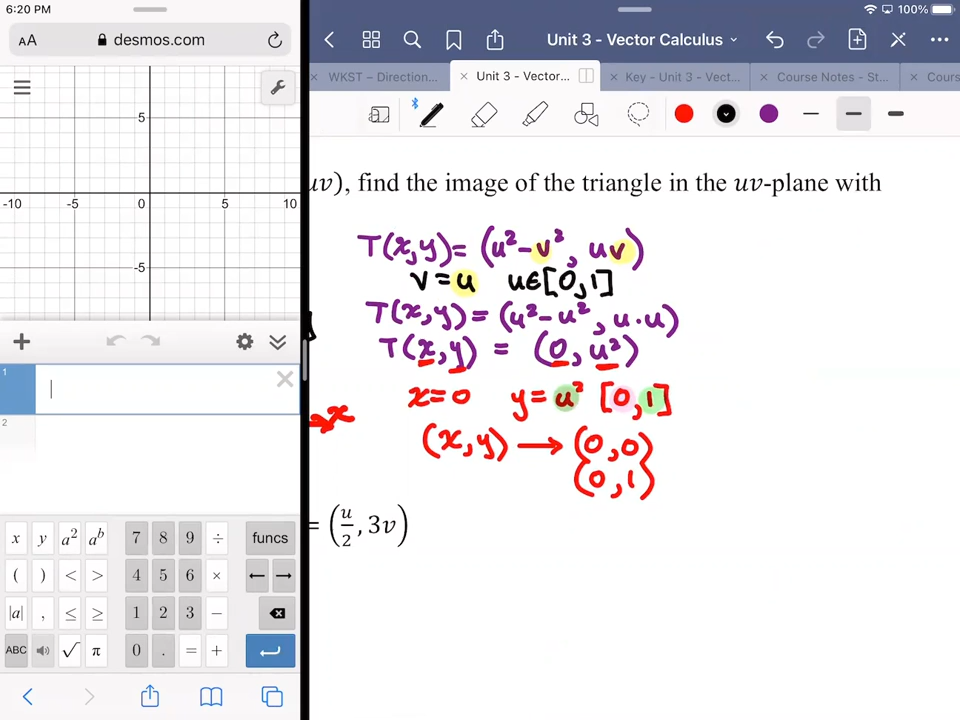 6:20 PM
100%
AA desmos.com
Unit 3 - Vector Calculus
WKST – Direction...
Unit 3 - Vector...
Key - Unit 3 - Vect...
Course Notes - St...
Cours
uv), find the image of the triangle in the uv-plane with
T(x,y)= (u²-v², uv)
v=u u∈[0,1]
T(x,y)=(u²-u², u·u)
T(x,y) = (0, u²)
x=0 y=u² [0,1]
x
(x,y) → (0,0)
(0,1)
= (u/2, 3v)
5
-10 -5 0 5 10
-5
1
2
x y a² aᵇ 7 8 9 ÷ funcs
( ) < > 4 5 6 × ← →
|a| , ≤ ≥ 1 2 3 −
ABC √ π 0 . = +